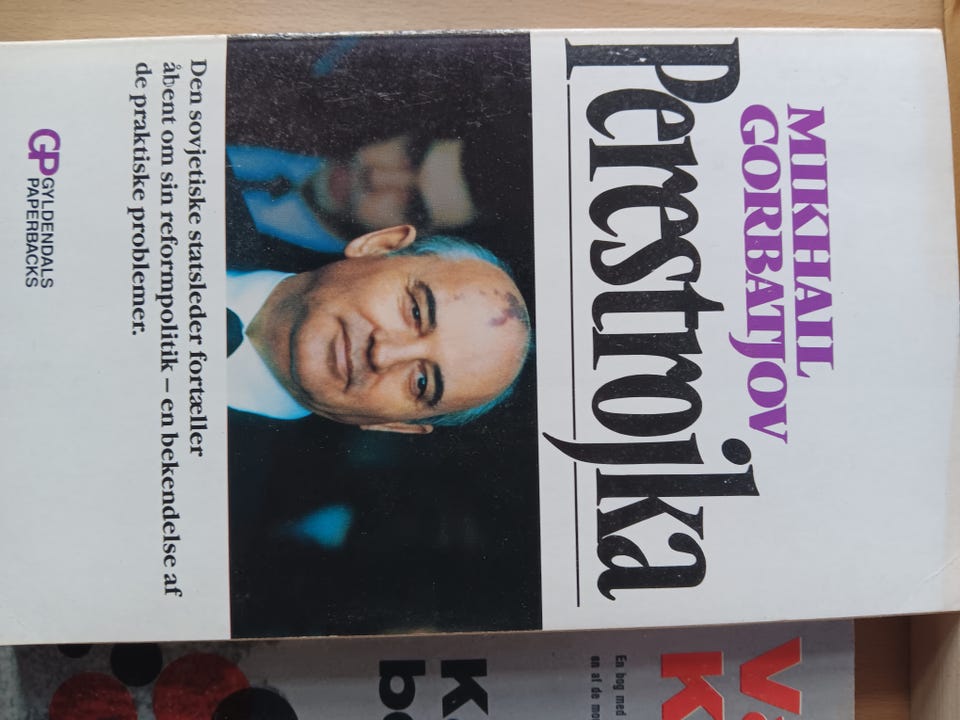 MIKHAIL
GORBATJOV
Perestrojka
Den sovjetiske statsleder fortæller
åbent om sin reformpolitik – en bekendelse af
de praktiske problemer.
GP GYLDENDALS
PAPERBACKS
En bog med
en af de